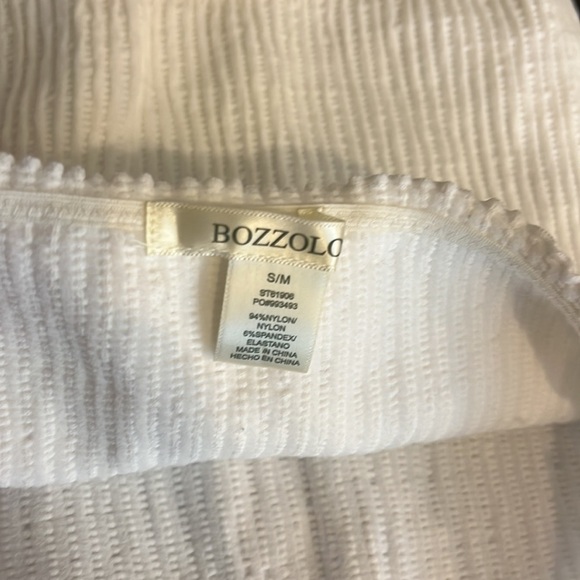 BOZZOLO
S/M
ST61906
PO#993493
94%NYLON/
NYLON
6%SPANDEX/
ELASTANO
MADE IN CHINA
HECHO EN CHINA